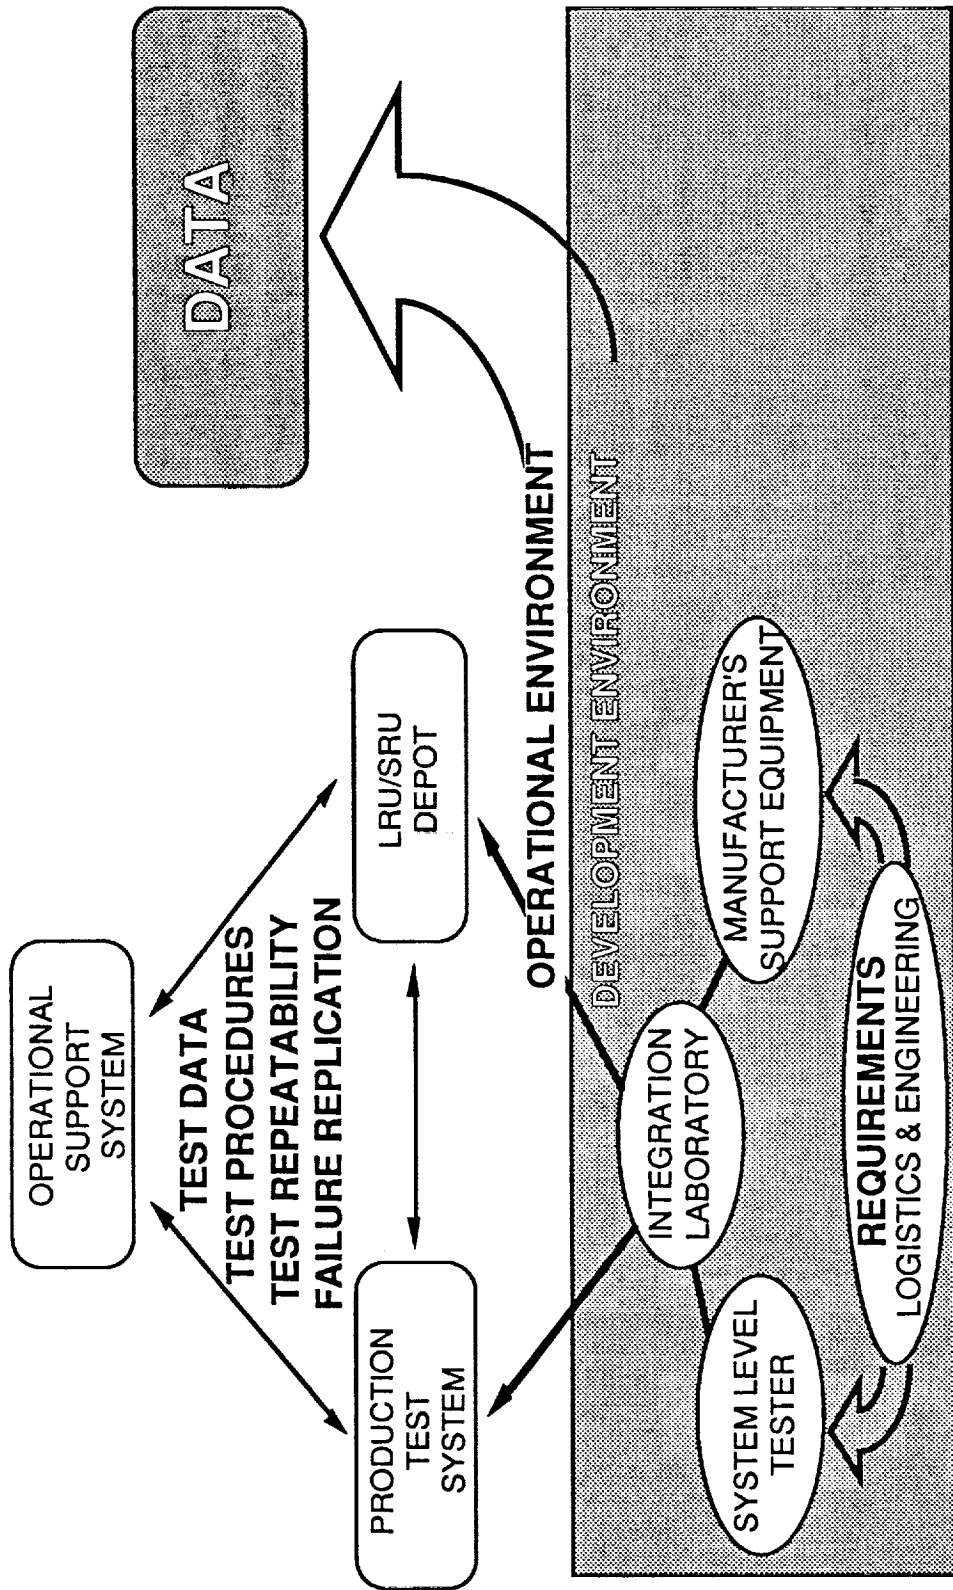 OPERATIONAL
SUPPORT
SYSTEM
TEST DATA
TEST PROCEDURES
TEST REPEATABILITY
FAILURE REPLICATION
PRODUCTION
TEST
SYSTEM
LRU/SRU
DEPOT
DATA
OPERATIONAL ENVIRONMENT
DEVELOPMENT ENVIRONMENT
INTEGRATION
LABORATORY
SYSTEM LEVEL
TESTER
MANUFACTURER'S
SUPPORT EQUIPMENT
REQUIREMENTS
LOGISTICS & ENGINEERING